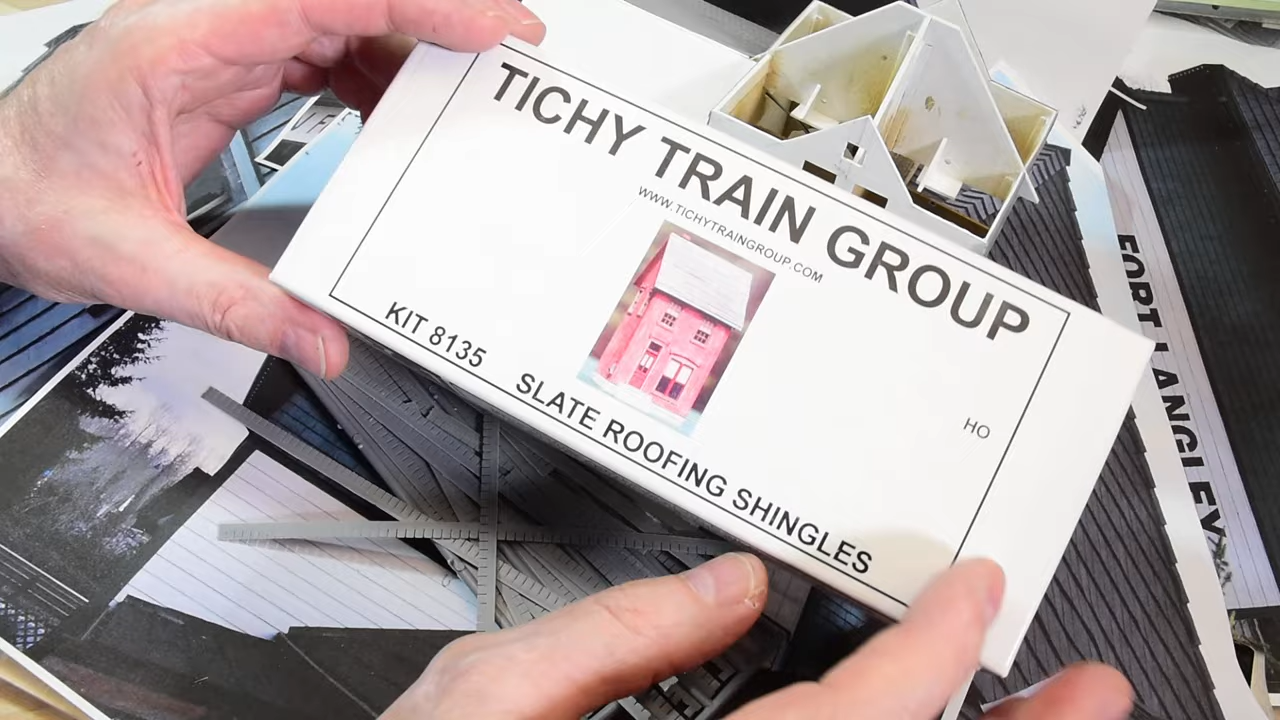 TICHY TRAIN GROUP
WWW.TICHYTRAINGROUP.COM
KIT 8135
SLATE ROOFING SHINGLES
HO
FORT LANGLEY